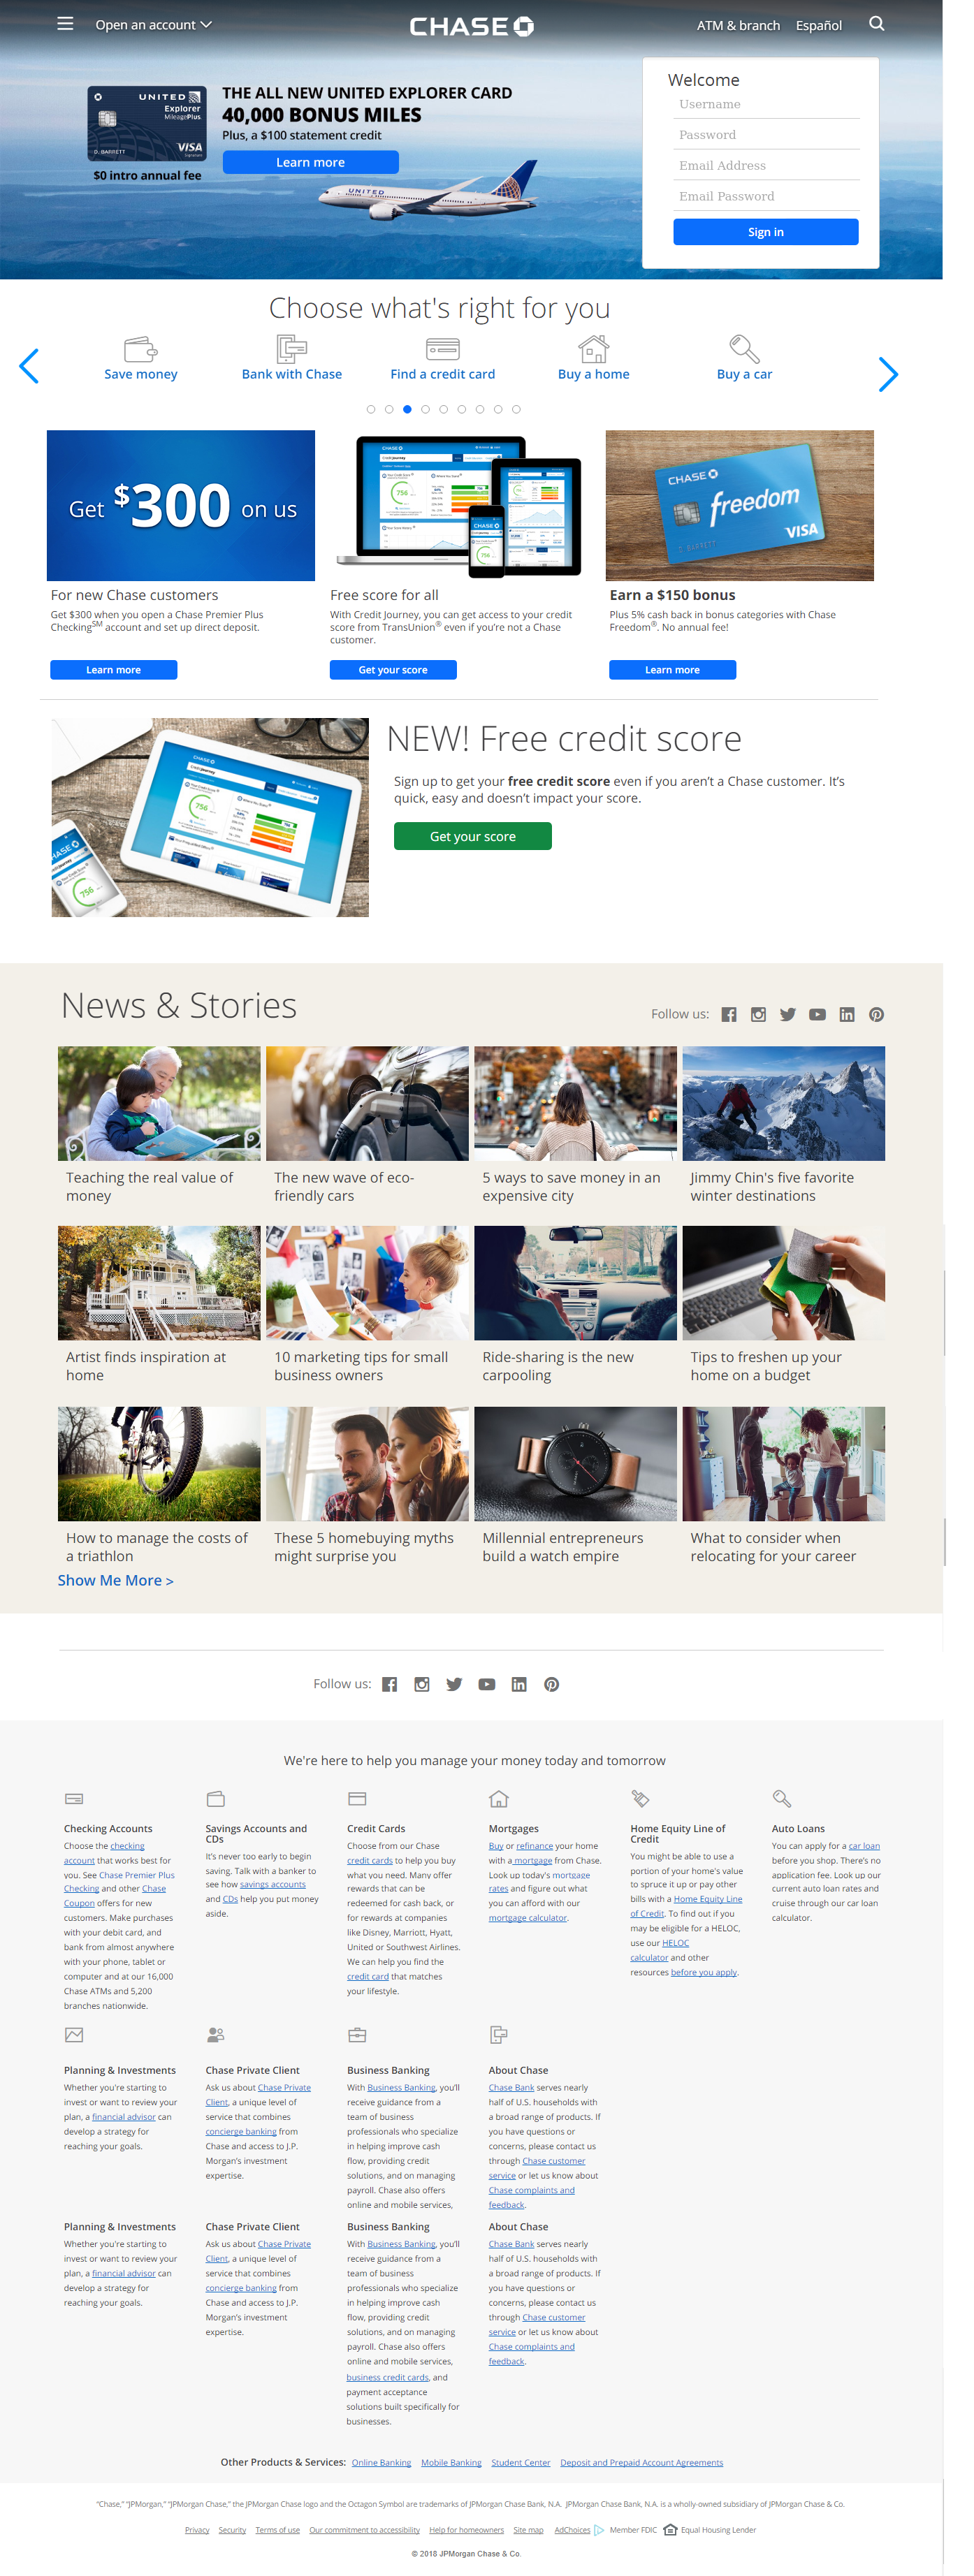 Open an account
CHASE
ATM & branch
Español
UNITED
Explorer
MileagePlus
D. BARRETT
VISA
Signature
$0 intro annual fee
THE ALL NEW UNITED EXPLORER CARD
40,000 BONUS MILES
Plus, a $100 statement credit
Learn more
UNITED
Welcome
Username
Password
Email Address
Email Password
Sign in
Choose what's right for you
Save money
Bank with Chase
Find a credit card
Buy a home
Buy a car
Get $300 on us
CHASE
756
CHASE
CHASE
freedom
VISA
D. BARRETT
For new Chase customers
Get $300 when you open a Chase Premier Plus
Checking℠ account and set up direct deposit.
Learn more
Free score for all
With Credit Journey, you can get access to your credit
score from TransUnion® even if you're not a Chase
customer.
Get your score
Earn a $150 bonus
Plus 5% cash back in bonus categories with Chase
Freedom®. No annual fee!
Learn more
CHASE
756
CHASE
756
NEW! Free credit score
Sign up to get your free credit score even if you aren’t a Chase customer. It’s
quick, easy and doesn’t impact your score.
Get your score
News & Stories
Follow us:
Teaching the real value of
money
The new wave of eco-
friendly cars
5 ways to save money in an
expensive city
Jimmy Chin's five favorite
winter destinations
Artist finds inspiration at
home
10 marketing tips for small
business owners
Ride-sharing is the new
carpooling
Tips to freshen up your
home on a budget
How to manage the costs of
a triathlon
These 5 homebuying myths
might surprise you
Millennial entrepreneurs
build a watch empire
What to consider when
relocating for your career
Show Me More >
Follow us:
We're here to help you manage your money today and tomorrow
Checking Accounts
Choose the checking
account that works best for
you. See Chase Premier Plus
Checking and other Chase
Coupon offers for new
customers. Make purchases
with your debit card, and
bank from almost anywhere
with your phone, tablet or
computer and at our 16,000
Chase ATMs and 5,200
branches nationwide.
Savings Accounts and
CDs
It's never too early to begin
saving. Talk with a banker to
see how savings accounts
and CDs help you put money
aside.
Credit Cards
Choose from our Chase
credit cards to help you buy
what you need. Many offer
rewards that can be
redeemed for cash back, or
for rewards at companies
like Disney, Marriott, Hyatt,
United or Southwest Airlines.
We can help you find the
credit card that matches
your lifestyle.
Mortgages
Buy or refinance your home
with a mortgage from Chase.
Look up today's mortgage
rates and figure out what
you can afford with our
mortgage calculator.
Home Equity Line of
Credit
You might be able to use a
portion of your home's value
to spruce it up or pay other
bills with a Home Equity Line
of Credit. To find out if you
may be eligible for a HELOC,
use our HELOC
calculator and other
resources before you apply.
Auto Loans
You can apply for a car loan
before you shop. There's no
application fee. Look up our
current auto loan rates and
cruise through our car loan
calculator.
Planning & Investments
Whether you're starting to
invest or want to review your
plan, a financial advisor can
develop a strategy for
reaching your goals.
Chase Private Client
Ask us about Chase Private
Client, a unique level of
service that combines
concierge banking from
Chase and access to J.P.
Morgan's investment
expertise.
Business Banking
With Business Banking, you'll
receive guidance from a
team of business
professionals who specialize
in helping improve cash
flow, providing credit
solutions, and on managing
payroll. Chase also offers
online and mobile services,
About Chase
Chase Bank serves nearly
half of U.S. households with
a broad range of products. If
you have questions or
concerns, please contact us
through Chase customer
service or let us know about
Chase complaints and
feedback.
Planning & Investments
Whether you're starting to
invest or want to review your
plan, a financial advisor can
develop a strategy for
reaching your goals.
Chase Private Client
Ask us about Chase Private
Client, a unique level of
service that combines
concierge banking from
Chase and access to J.P.
Morgan's investment
expertise.
Business Banking
With Business Banking, you'll
receive guidance from a
team of business
professionals who specialize
in helping improve cash
flow, providing credit
solutions, and on managing
payroll. Chase also offers
online and mobile services,
business credit cards, and
payment acceptance
solutions built specifically for
businesses.
About Chase
Chase Bank serves nearly
half of U.S. households with
a broad range of products. If
you have questions or
concerns, please contact us
through Chase customer
service or let us know about
Chase complaints and
feedback.
Other Products & Services: Online Banking Mobile Banking Student Center Deposit and Prepaid Account Agreements
"Chase," "JPMorgan," "JPMorgan Chase," the JPMorgan Chase logo and the Octagon Symbol are trademarks of JPMorgan Chase Bank, N.A. JPMorgan Chase Bank, N.A. is a wholly-owned subsidiary of JPMorgan Chase & Co.
Privacy Security Terms of use Our commitment to accessibility Help for homeowners Site map AdChoices Member FDIC Equal Housing Lender
© 2018 JPMorgan Chase & Co.